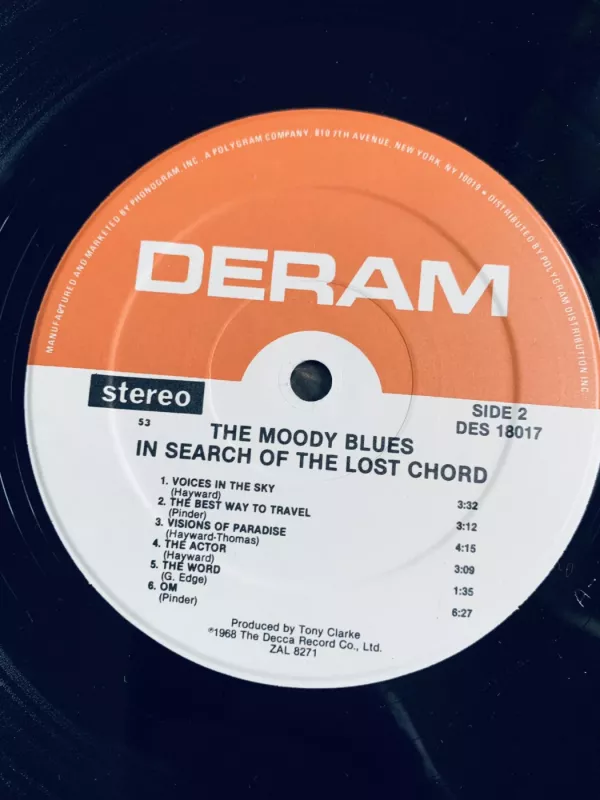 MANUFACTURED AND MARKETED BY PHONOGRAM, INC., A POLYGRAM COMPANY, 810 7TH AVENUE, NEW YORK, NY 10019 • DISTRIBUTED BY POLYGRAM DISTRIBUTION INC.
DERAM
stereo
53
SIDE 2
DES 18017
THE MOODY BLUES
IN SEARCH OF THE LOST CHORD
1. VOICES IN THE SKY 3:32
(Hayward)
2. THE BEST WAY TO TRAVEL 3:12
(Pinder)
3. VISIONS OF PARADISE 4:15
(Hayward-Thomas)
4. THE ACTOR 3:09
(Hayward)
5. THE WORD 1:35
(G. Edge)
6. OM 6:27
(Pinder)
Produced by Tony Clarke
℗1968 The Decca Record Co., Ltd.
ZAL 8271